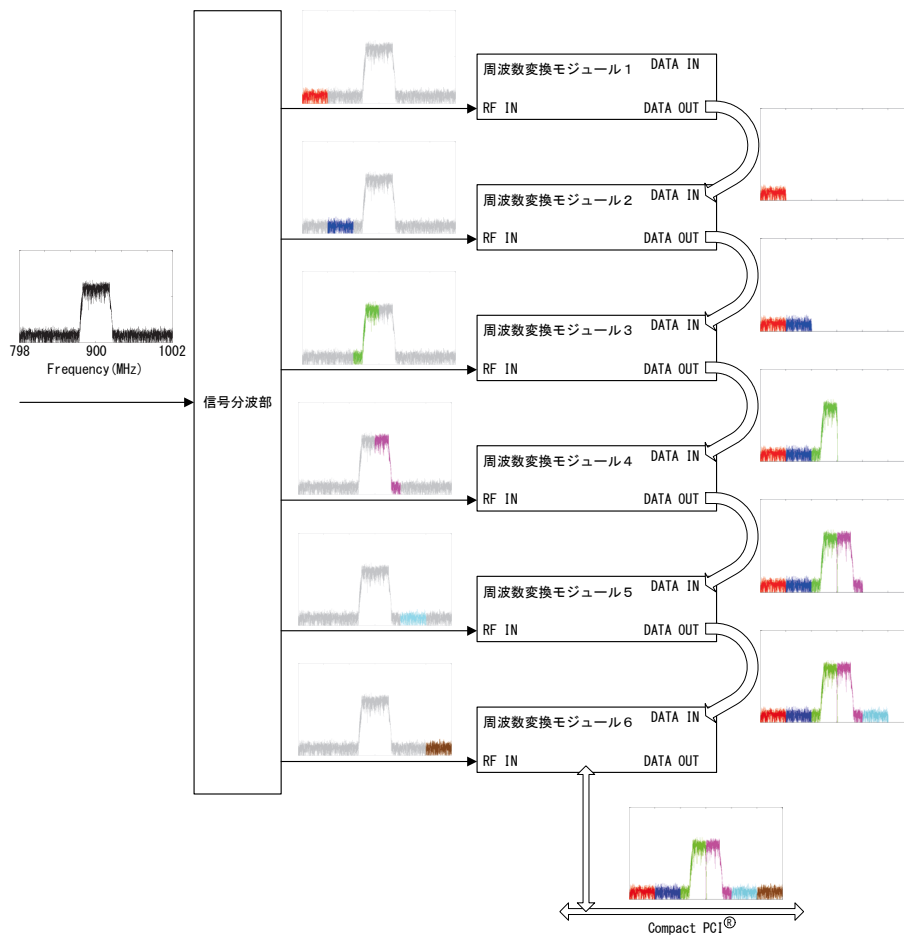 周波数変換モジュール１ DATA IN
RF IN DATA OUT
周波数変換モジュール２ DATA IN
RF IN DATA OUT
798 900 1002
Frequency(MHz)
周波数変換モジュール３ DATA IN
RF IN DATA OUT
信号分波部
周波数変換モジュール４ DATA IN
RF IN DATA OUT
周波数変換モジュール５ DATA IN
RF IN DATA OUT
周波数変換モジュール６ DATA IN
RF IN DATA OUT
Compact PCI®